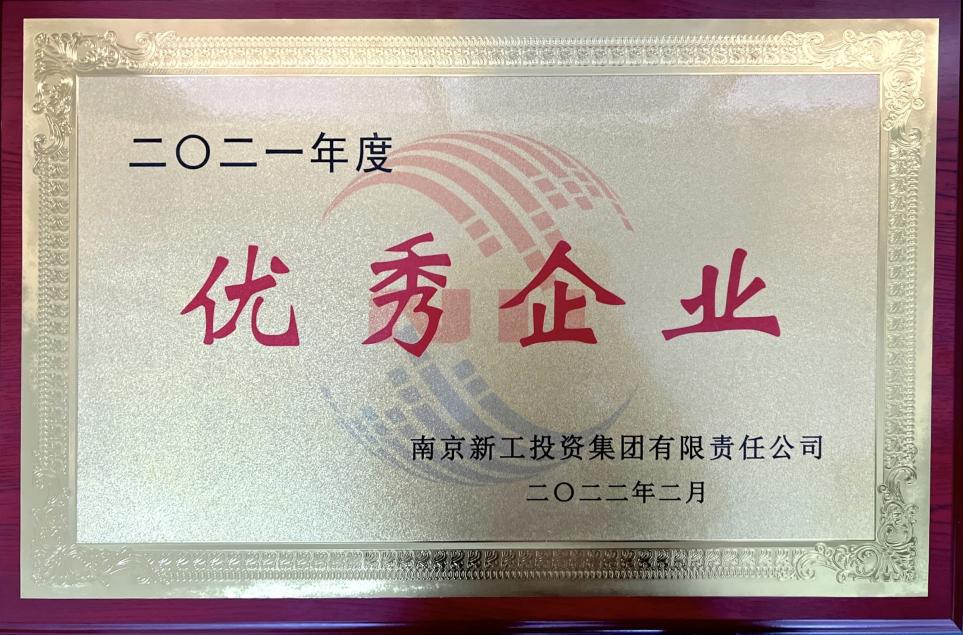 二〇二一年度
优秀企业
南京新工投资集团有限责任公司
二〇二二年二月